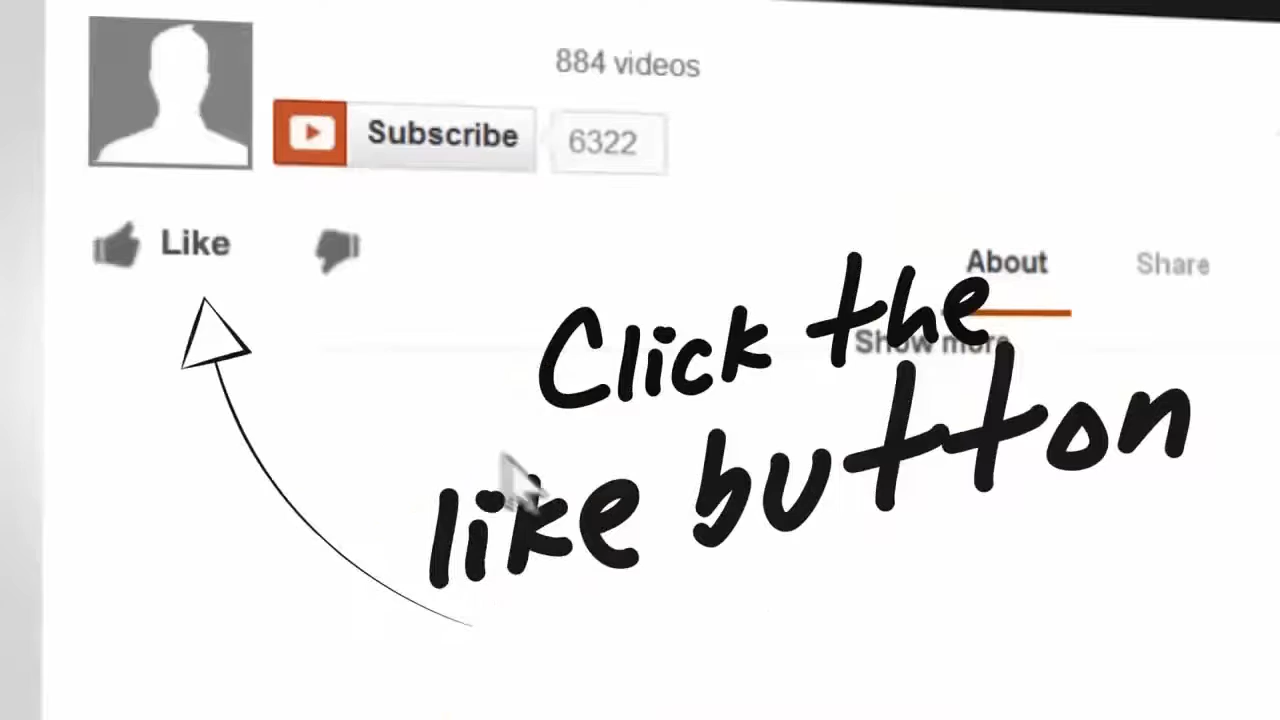 884 videos
Subscribe 6322
Like
About Share
Show more
Click the
like button